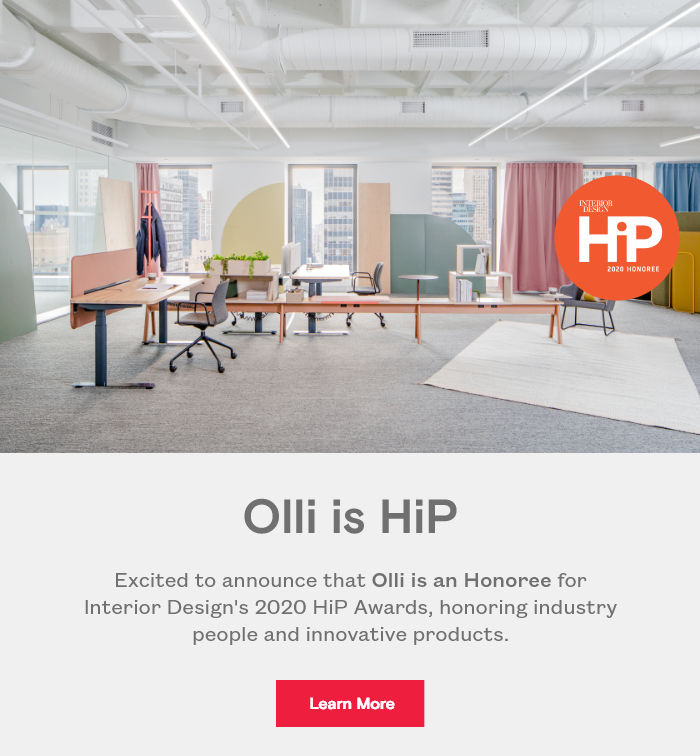 INTERIOR
DESIGN
HiP
2020 HONOREE
Olli is HiP
Excited to announce that Olli is an Honoree for
Interior Design's 2020 HiP Awards, honoring industry
people and innovative products.
Learn More